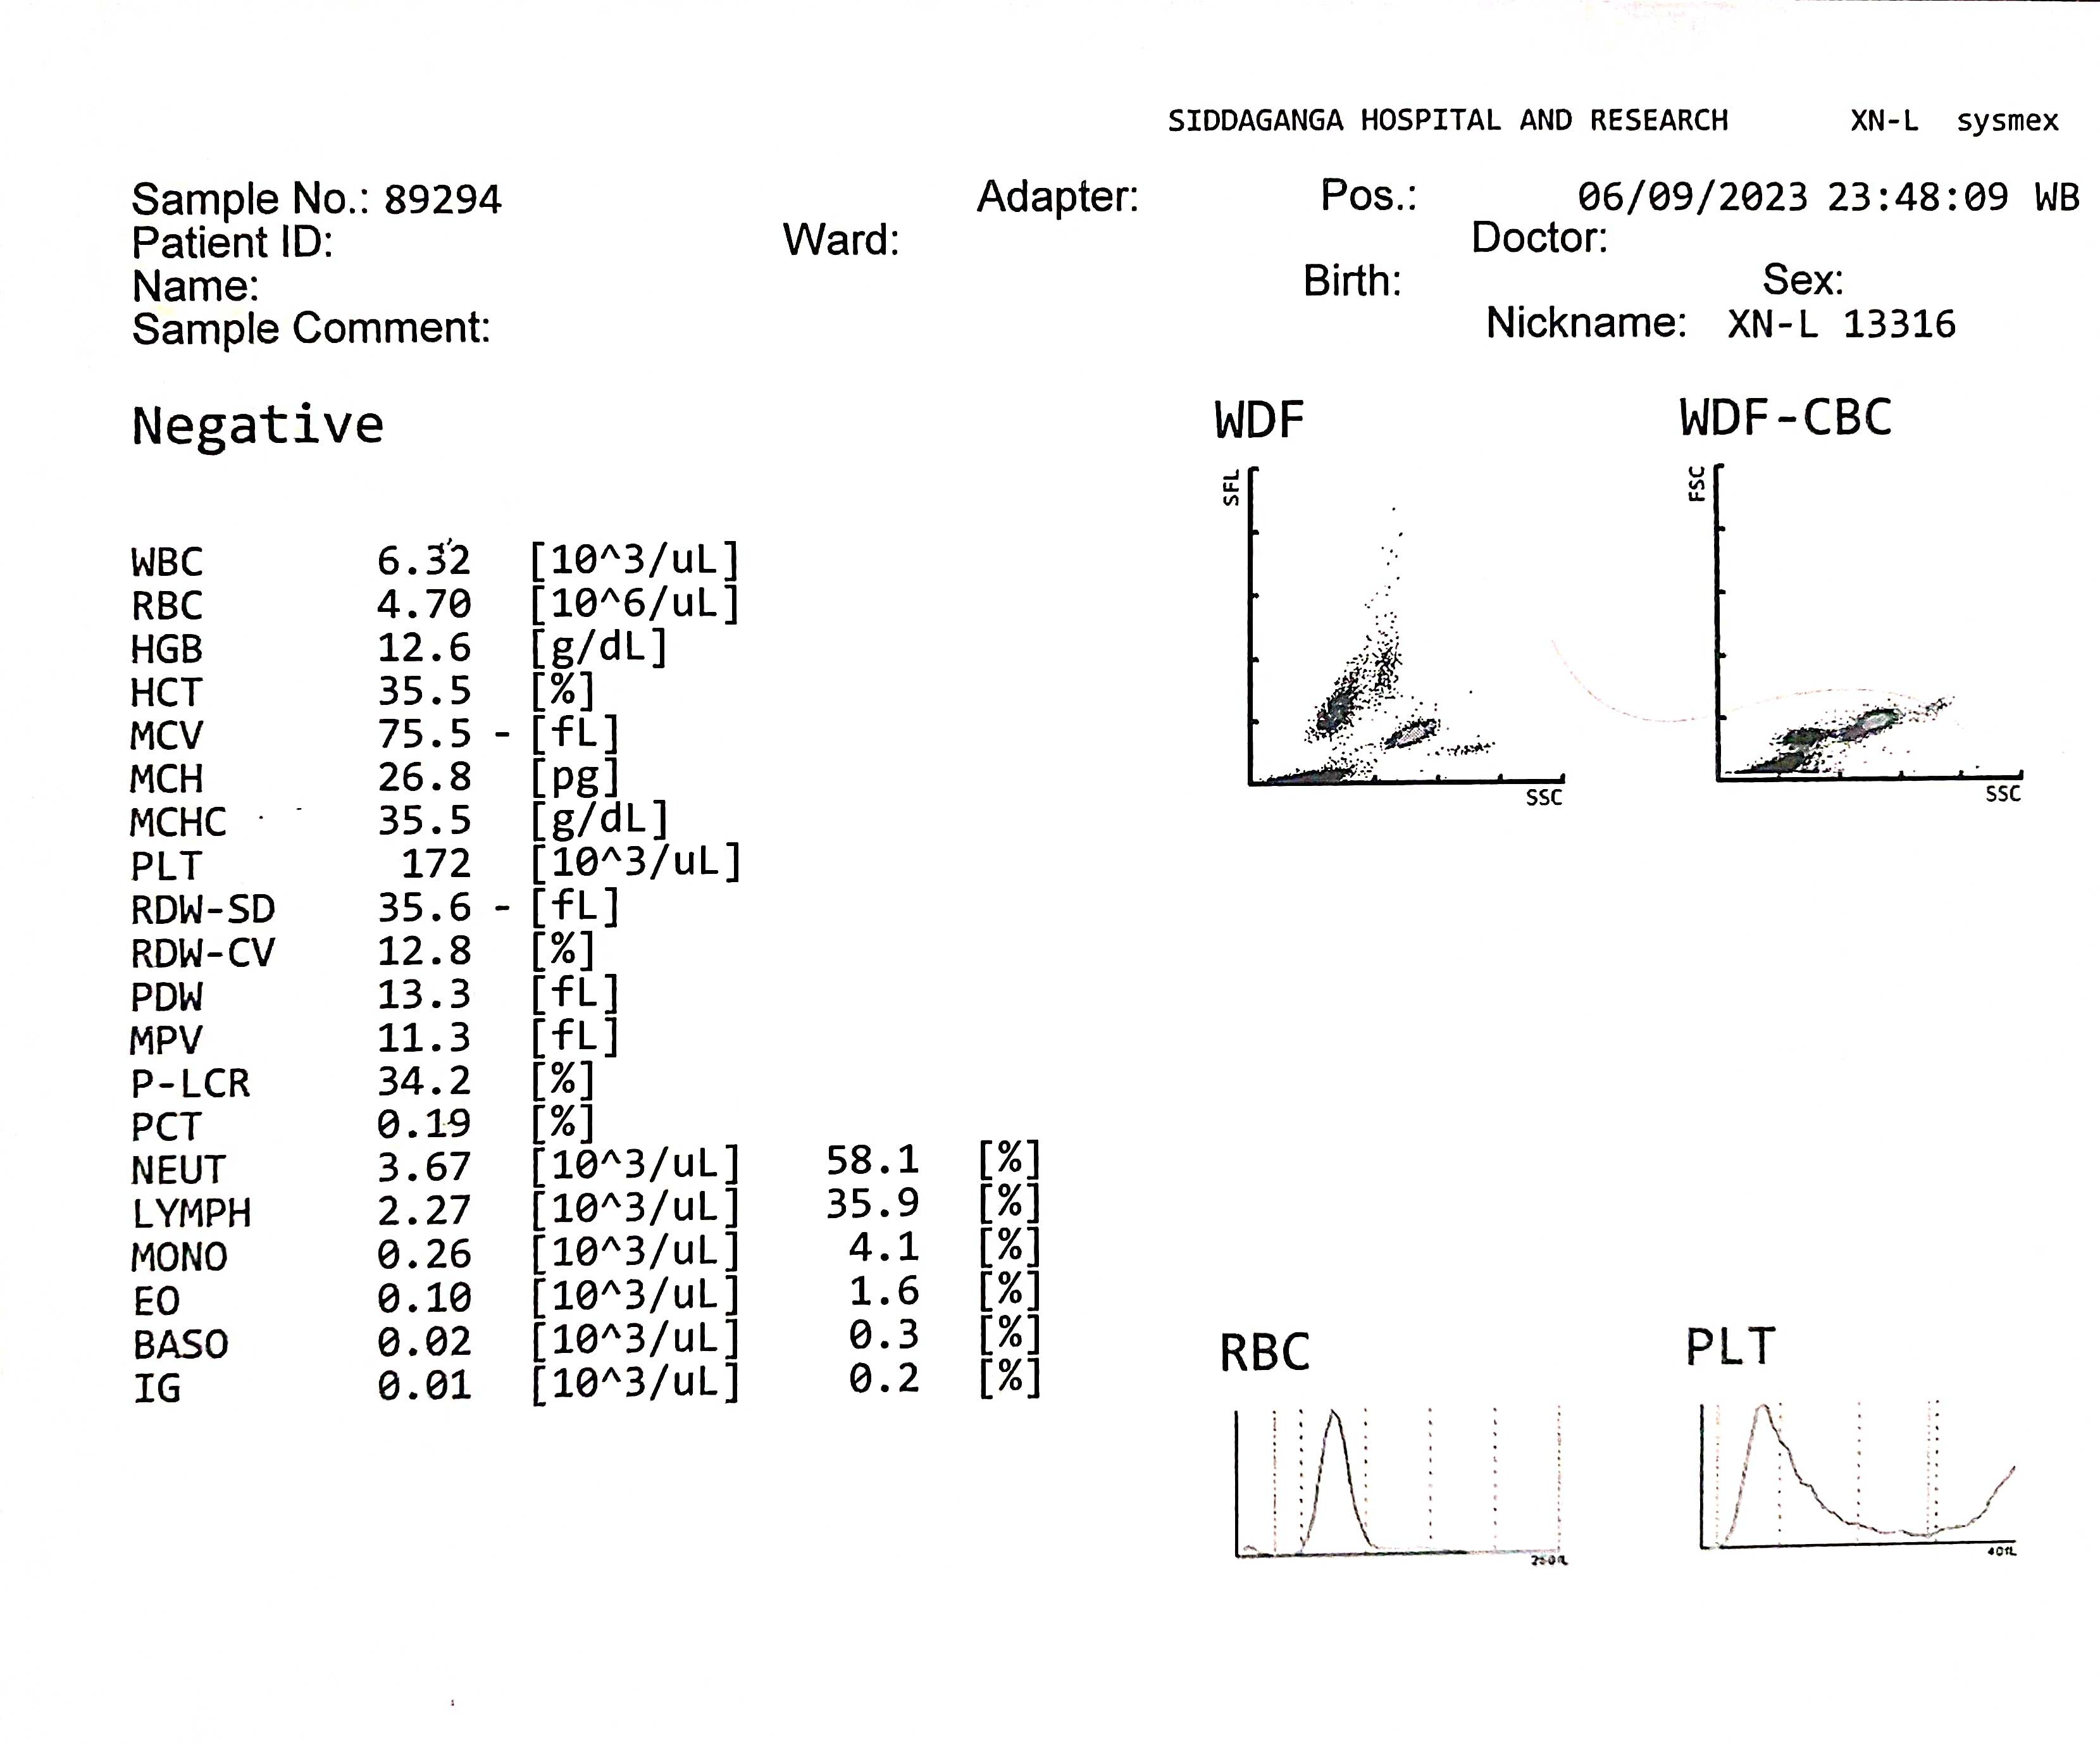 SIDDAGANGA HOSPITAL AND RESEARCH XN-L sysmex
Sample No.: 89294 Adapter: Pos.: 06/09/2023 23:48:09 WB
Patient ID: Ward: Doctor:
Name: Birth: Sex:
Sample Comment: Nickname: XN-L 13316
Negative
WDF WDF-CBC
SFL FSC
SSC SSC
WBC 6.32 [10^3/uL]
RBC 4.70 [10^6/uL]
HGB 12.6 [g/dL]
HCT 35.5 [%]
MCV 75.5 - [fL]
MCH 26.8 [pg]
MCHC 35.5 [g/dL]
PLT 172 [10^3/uL]
RDW-SD 35.6 - [fL]
RDW-CV 12.8 [%]
PDW 13.3 [fL]
MPV 11.3 [fL]
P-LCR 34.2 [%]
PCT 0.19 [%]
NEUT 3.67 [10^3/uL] 58.1 [%]
LYMPH 2.27 [10^3/uL] 35.9 [%]
MONO 0.26 [10^3/uL] 4.1 [%]
EO 0.10 [10^3/uL] 1.6 [%]
BASO 0.02 [10^3/uL] 0.3 [%]
IG 0.01 [10^3/uL] 0.2 [%]
RBC PLT
250fL 40fL